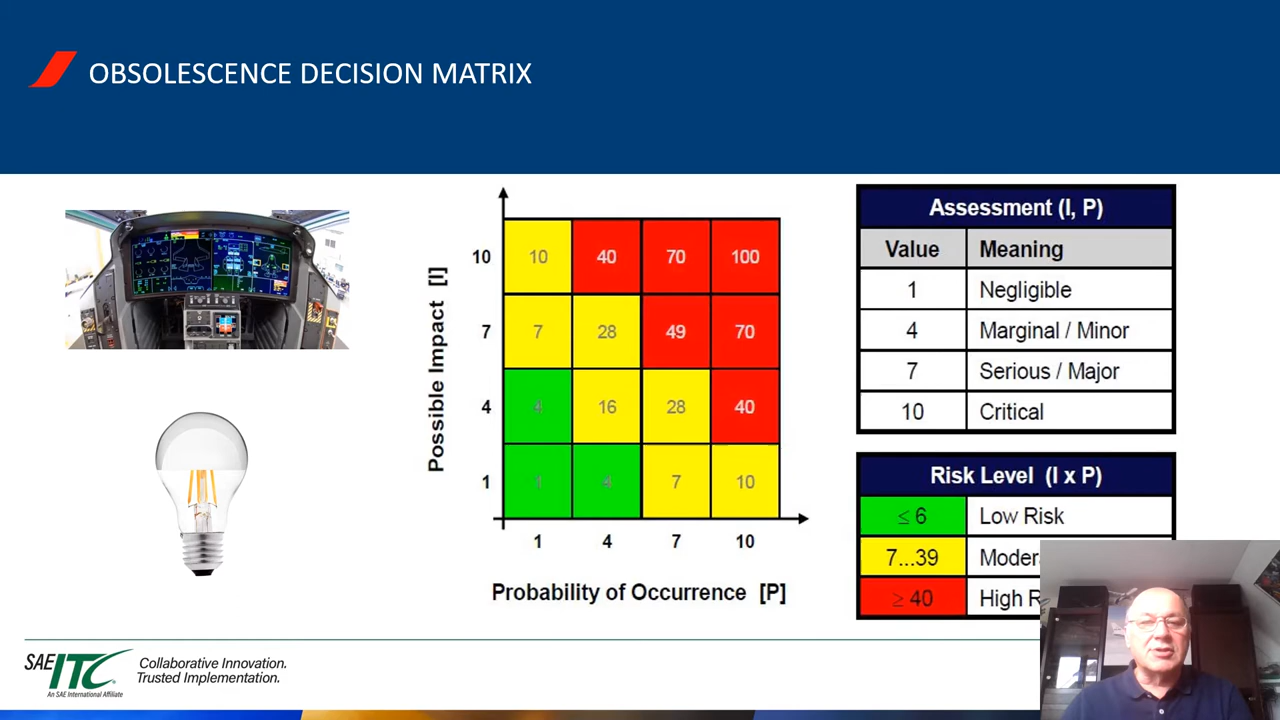 OBSOLESCENCE DECISION MATRIX
Possible Impact [I]
10 10 40 70 100
7 7 28 49 70
4 4 16 28 40
1 1 4 7 10
1 4 7 10
Probability of Occurrence [P]
Assessment (I, P)
Value Meaning
1 Negligible
4 Marginal / Minor
7 Serious / Major
10 Critical
Risk Level (I x P)
≤ 6 Low Risk
7...39 Moder
≥ 40 High R
SAE ITC
An SAE International Affiliate
Collaborative Innovation.
Trusted Implementation.